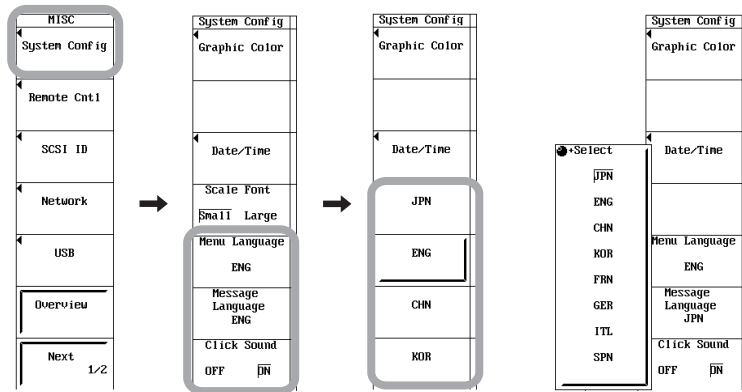 MISC
System Config
Remote Cntl
SCSI ID
Network
USB
Overview
Next
1/2
System Config
Graphic Color
Date/Time
Scale Font
Small Large
Menu Language
ENG
Message
Language
ENG
Click Sound
OFF ON
System Config
Graphic Color
Date/Time
JPN
ENG
CHN
KOR
+Select
JPN
ENG
CHN
KOR
FRN
GER
ITL
SPN
System Config
Graphic Color
Date/Time
Menu Language
ENG
Message
Language
JPN
Click Sound
OFF ON